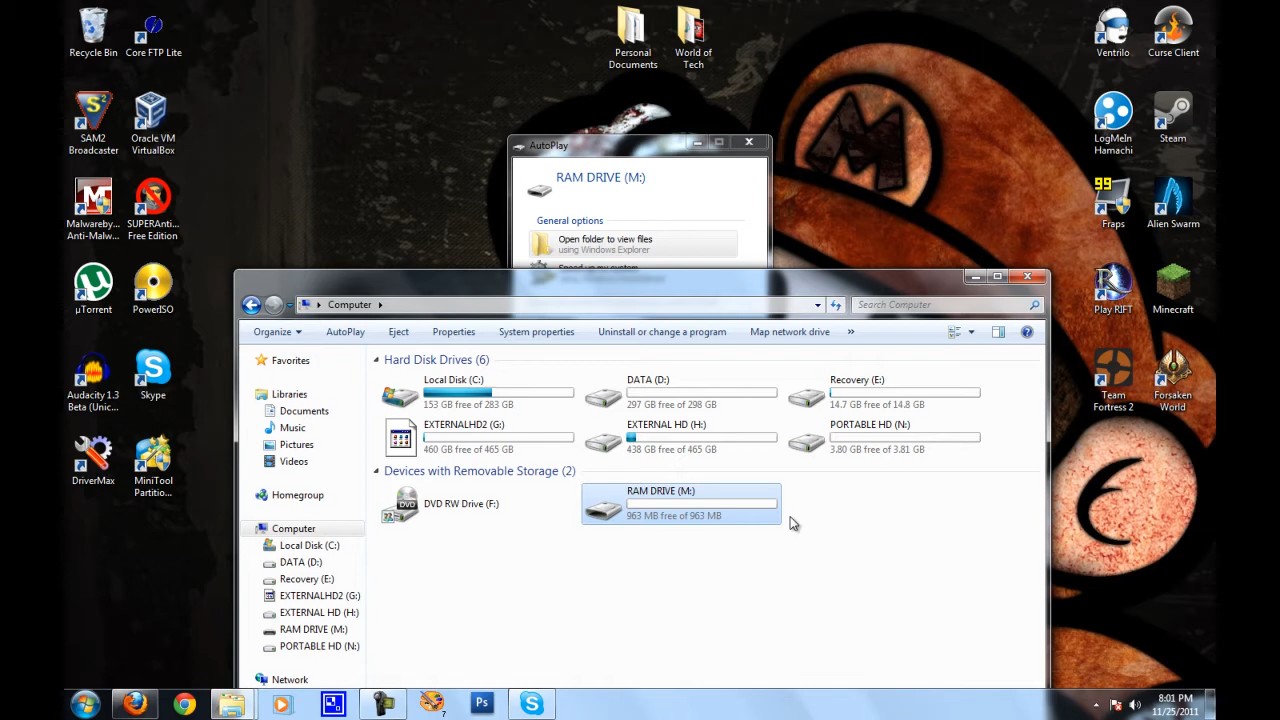 Recycle Bin
Core FTP Lite
Personal Documents
World of Tech
Ventrilo
Curse Client
SAM2 Broadcaster
Oracle VM VirtualBox
LogMeIn Hamachi
Steam
Malwareby... Anti-Malw...
SUPERAnti... Free Edition
99
Fraps
Alien Swarm
µTorrent
PowerISO
Play RIFT
Minecraft
Audacity 1.3 Beta (Unic...
Skype
Team Fortress 2
Forsaken World
DriverMax
MiniTool Partitio...
AutoPlay
RAM DRIVE (M:)
General options
Open folder to view files
using Windows Explorer
Speed up my system
Computer
Search Computer
Organize
AutoPlay
Eject
Properties
System properties
Uninstall or change a program
Map network drive
»
Favorites
Libraries
Documents
Music
Pictures
Videos
Homegroup
Computer
Local Disk (C:)
DATA (D:)
Recovery (E:)
EXTERNALHD2 (G:)
EXTERNAL HD (H:)
RAM DRIVE (M:)
PORTABLE HD (N:)
Network
Hard Disk Drives (6)
Local Disk (C:)
153 GB free of 283 GB
DATA (D:)
297 GB free of 298 GB
Recovery (E:)
14.7 GB free of 14.8 GB
EXTERNALHD2 (G:)
460 GB free of 465 GB
EXTERNAL HD (H:)
438 GB free of 465 GB
PORTABLE HD (N:)
3.80 GB free of 3.81 GB
Devices with Removable Storage (2)
DVD RW Drive (F:)
RAM DRIVE (M:)
963 MB free of 963 MB
8:01 PM
11/25/2011